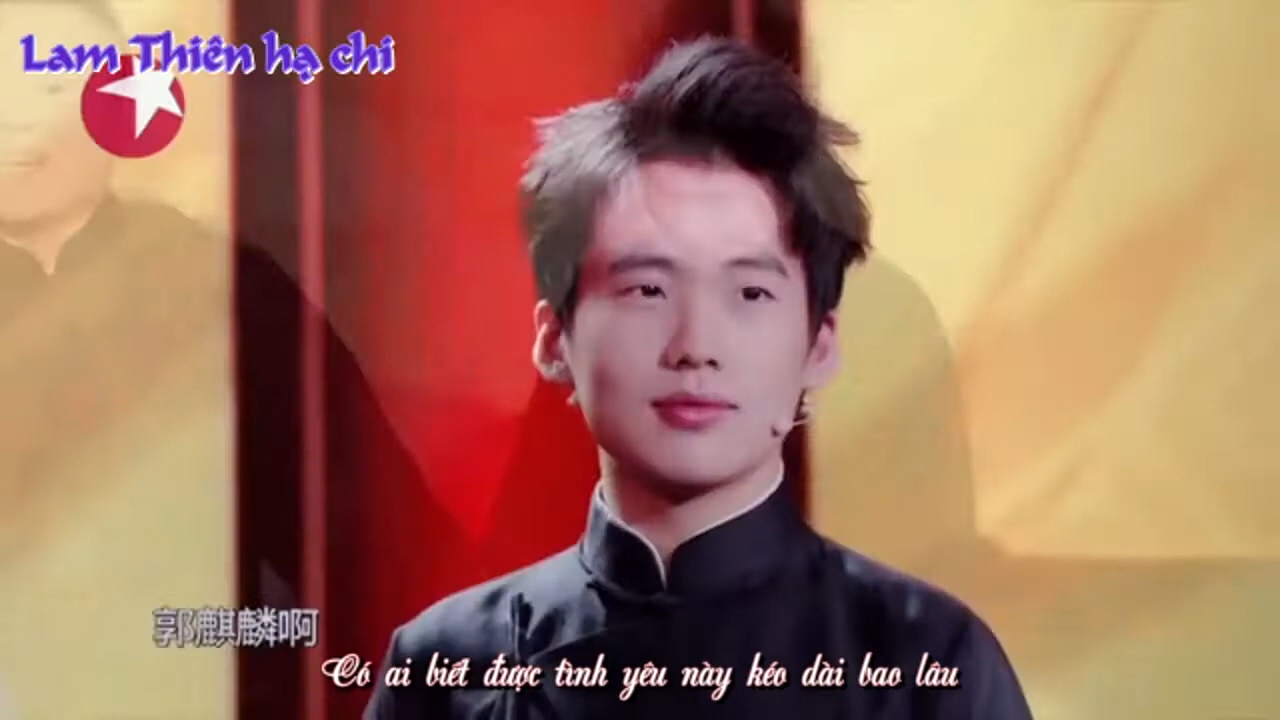 Lam Thiên hạ chi
郭麒麟啊
Có ai biết được tình yêu này kéo dài bao lâu